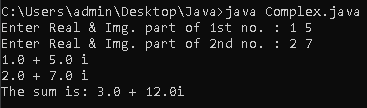 C:\Users\admin\Desktop\Java>java Complex.java
Enter Real & Img. part of 1st no. : 1 5
Enter Real & Img. part of 2nd no. : 2 7
1.0 + 5.0 i
2.0 + 7.0 i
The sum is: 3.0 + 12.0i